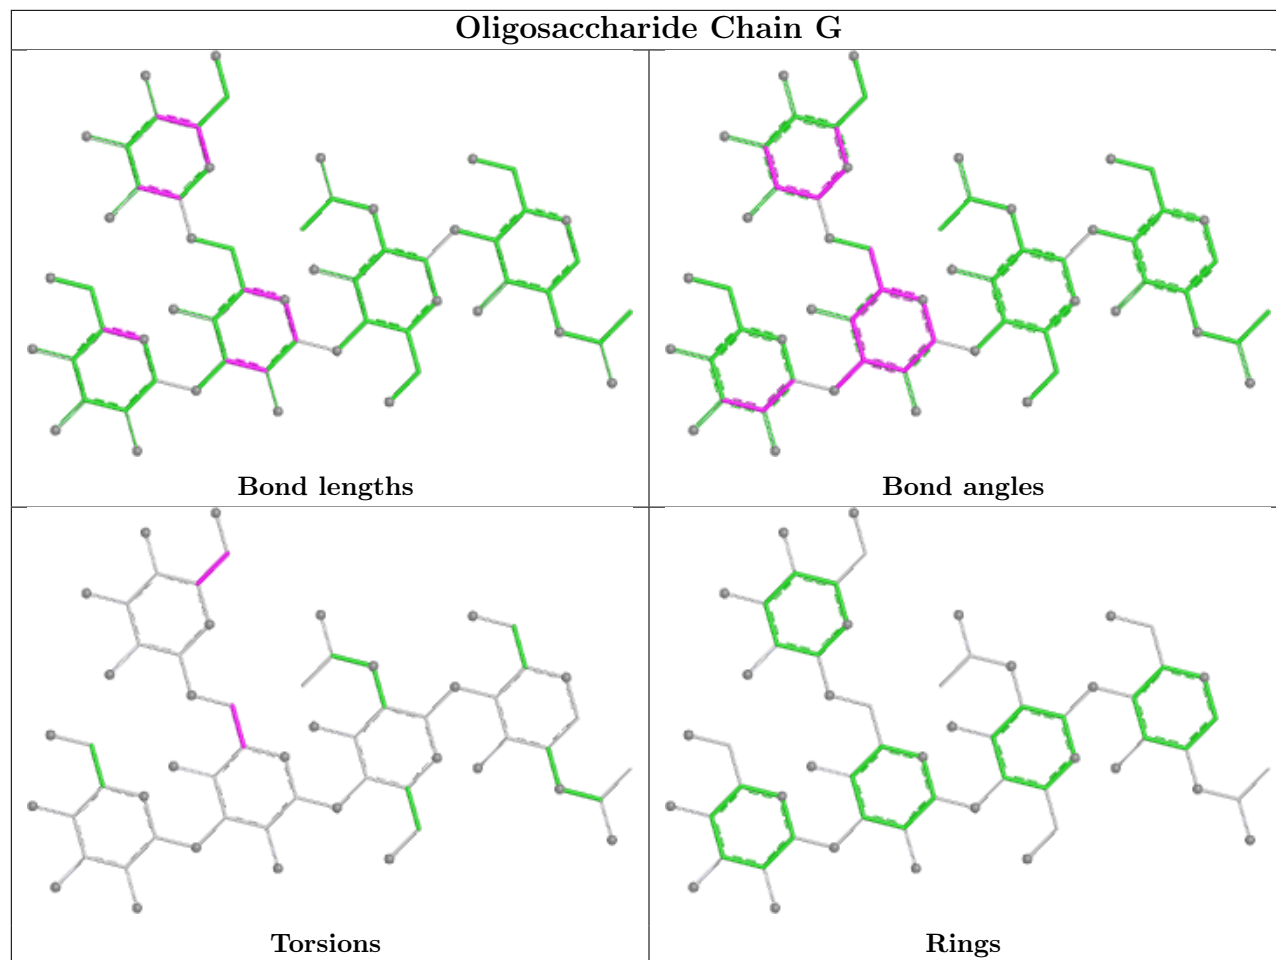 Oligosaccharide Chain G
Bond lengths
Bond angles
Torsions
Rings